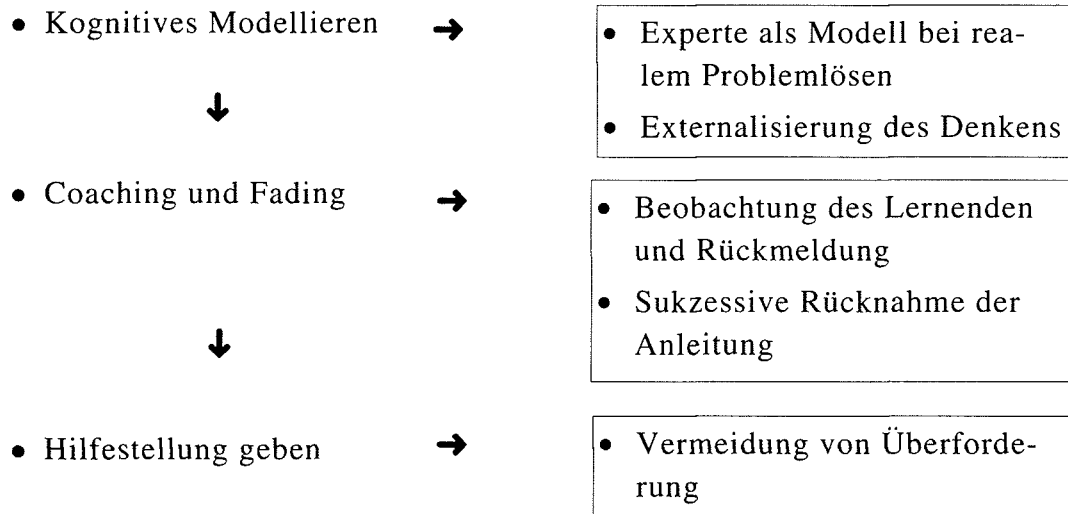 • Kognitives Modellieren →
• Experte als Modell bei rea-
lem Problemlösen
• Externalisierung des Denkens
• Coaching und Fading →
• Beobachtung des Lernenden
und Rückmeldung
• Sukzessive Rücknahme der
Anleitung
• Hilfestellung geben →
• Vermeidung von Überforde-
rung